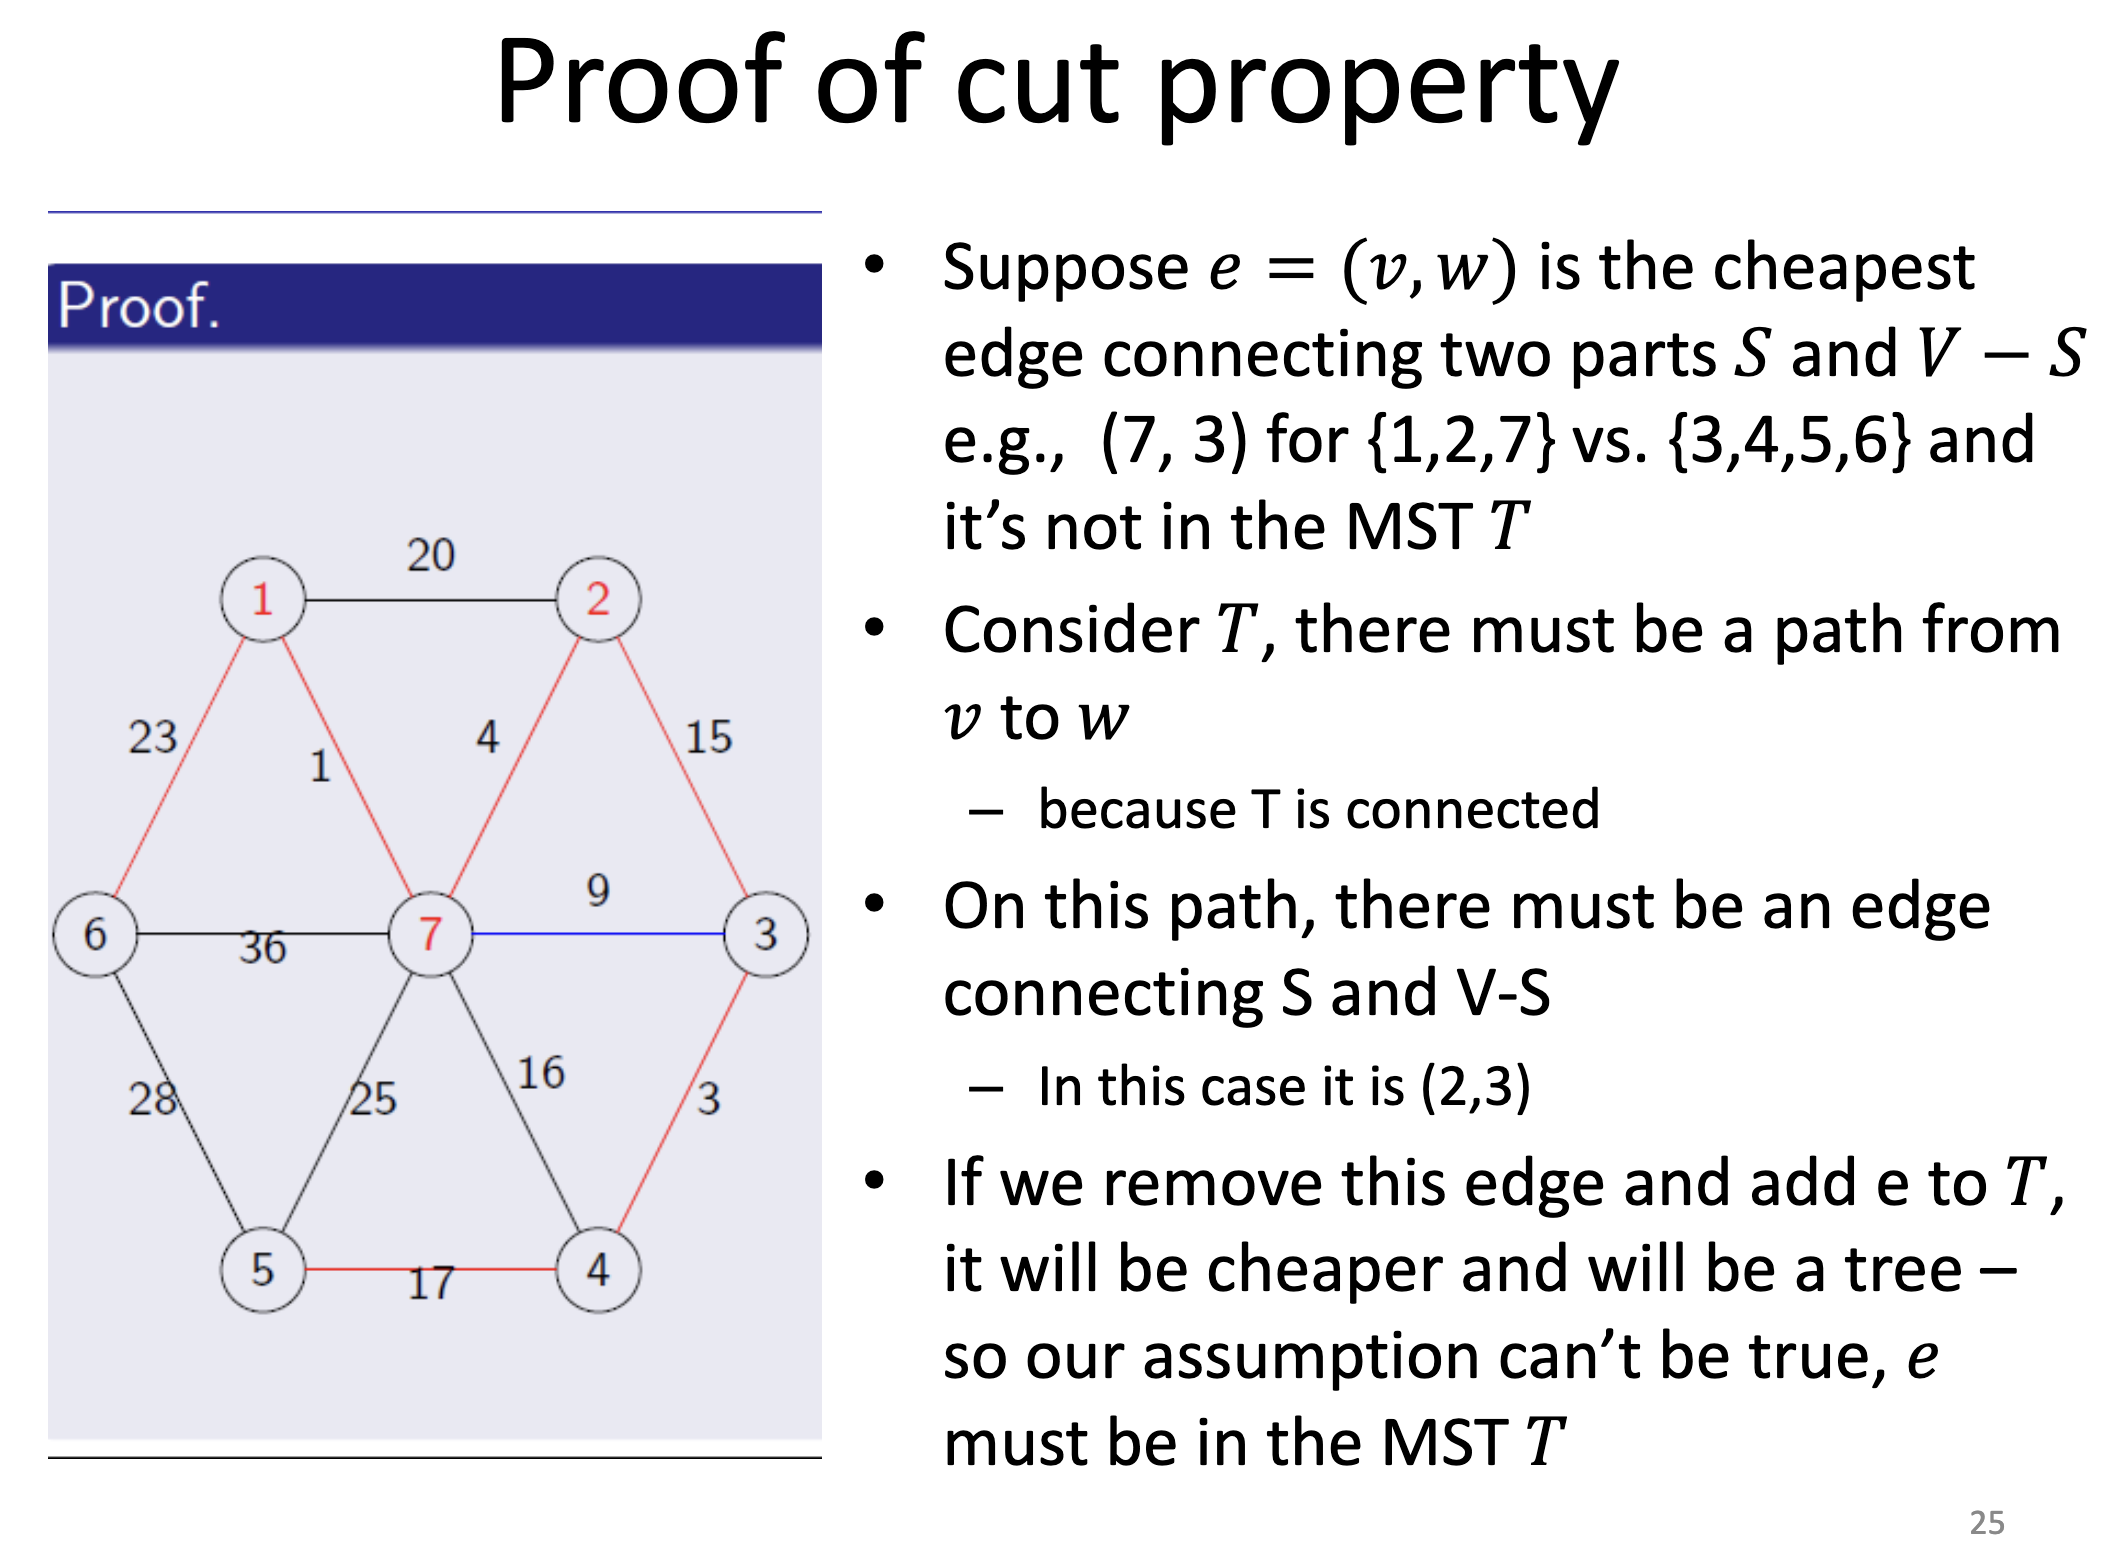 Proof of cut property
Proof.
20
1
2
23
1
4
15
9
6
36
7
3
28
25
16
3
5
17
4
• Suppose 𝑒 = (𝑣, 𝑤) is the cheapest
edge connecting two parts 𝑆 and 𝑉 − 𝑆
e.g., (7, 3) for {1,2,7} vs. {3,4,5,6} and
it’s not in the MST 𝑇
• Consider 𝑇, there must be a path from
𝑣 to 𝑤
– because T is connected
• On this path, there must be an edge
connecting S and V-S
– In this case it is (2,3)
• If we remove this edge and add e to 𝑇,
it will be cheaper and will be a tree –
so our assumption can’t be true, 𝑒
must be in the MST 𝑇
25